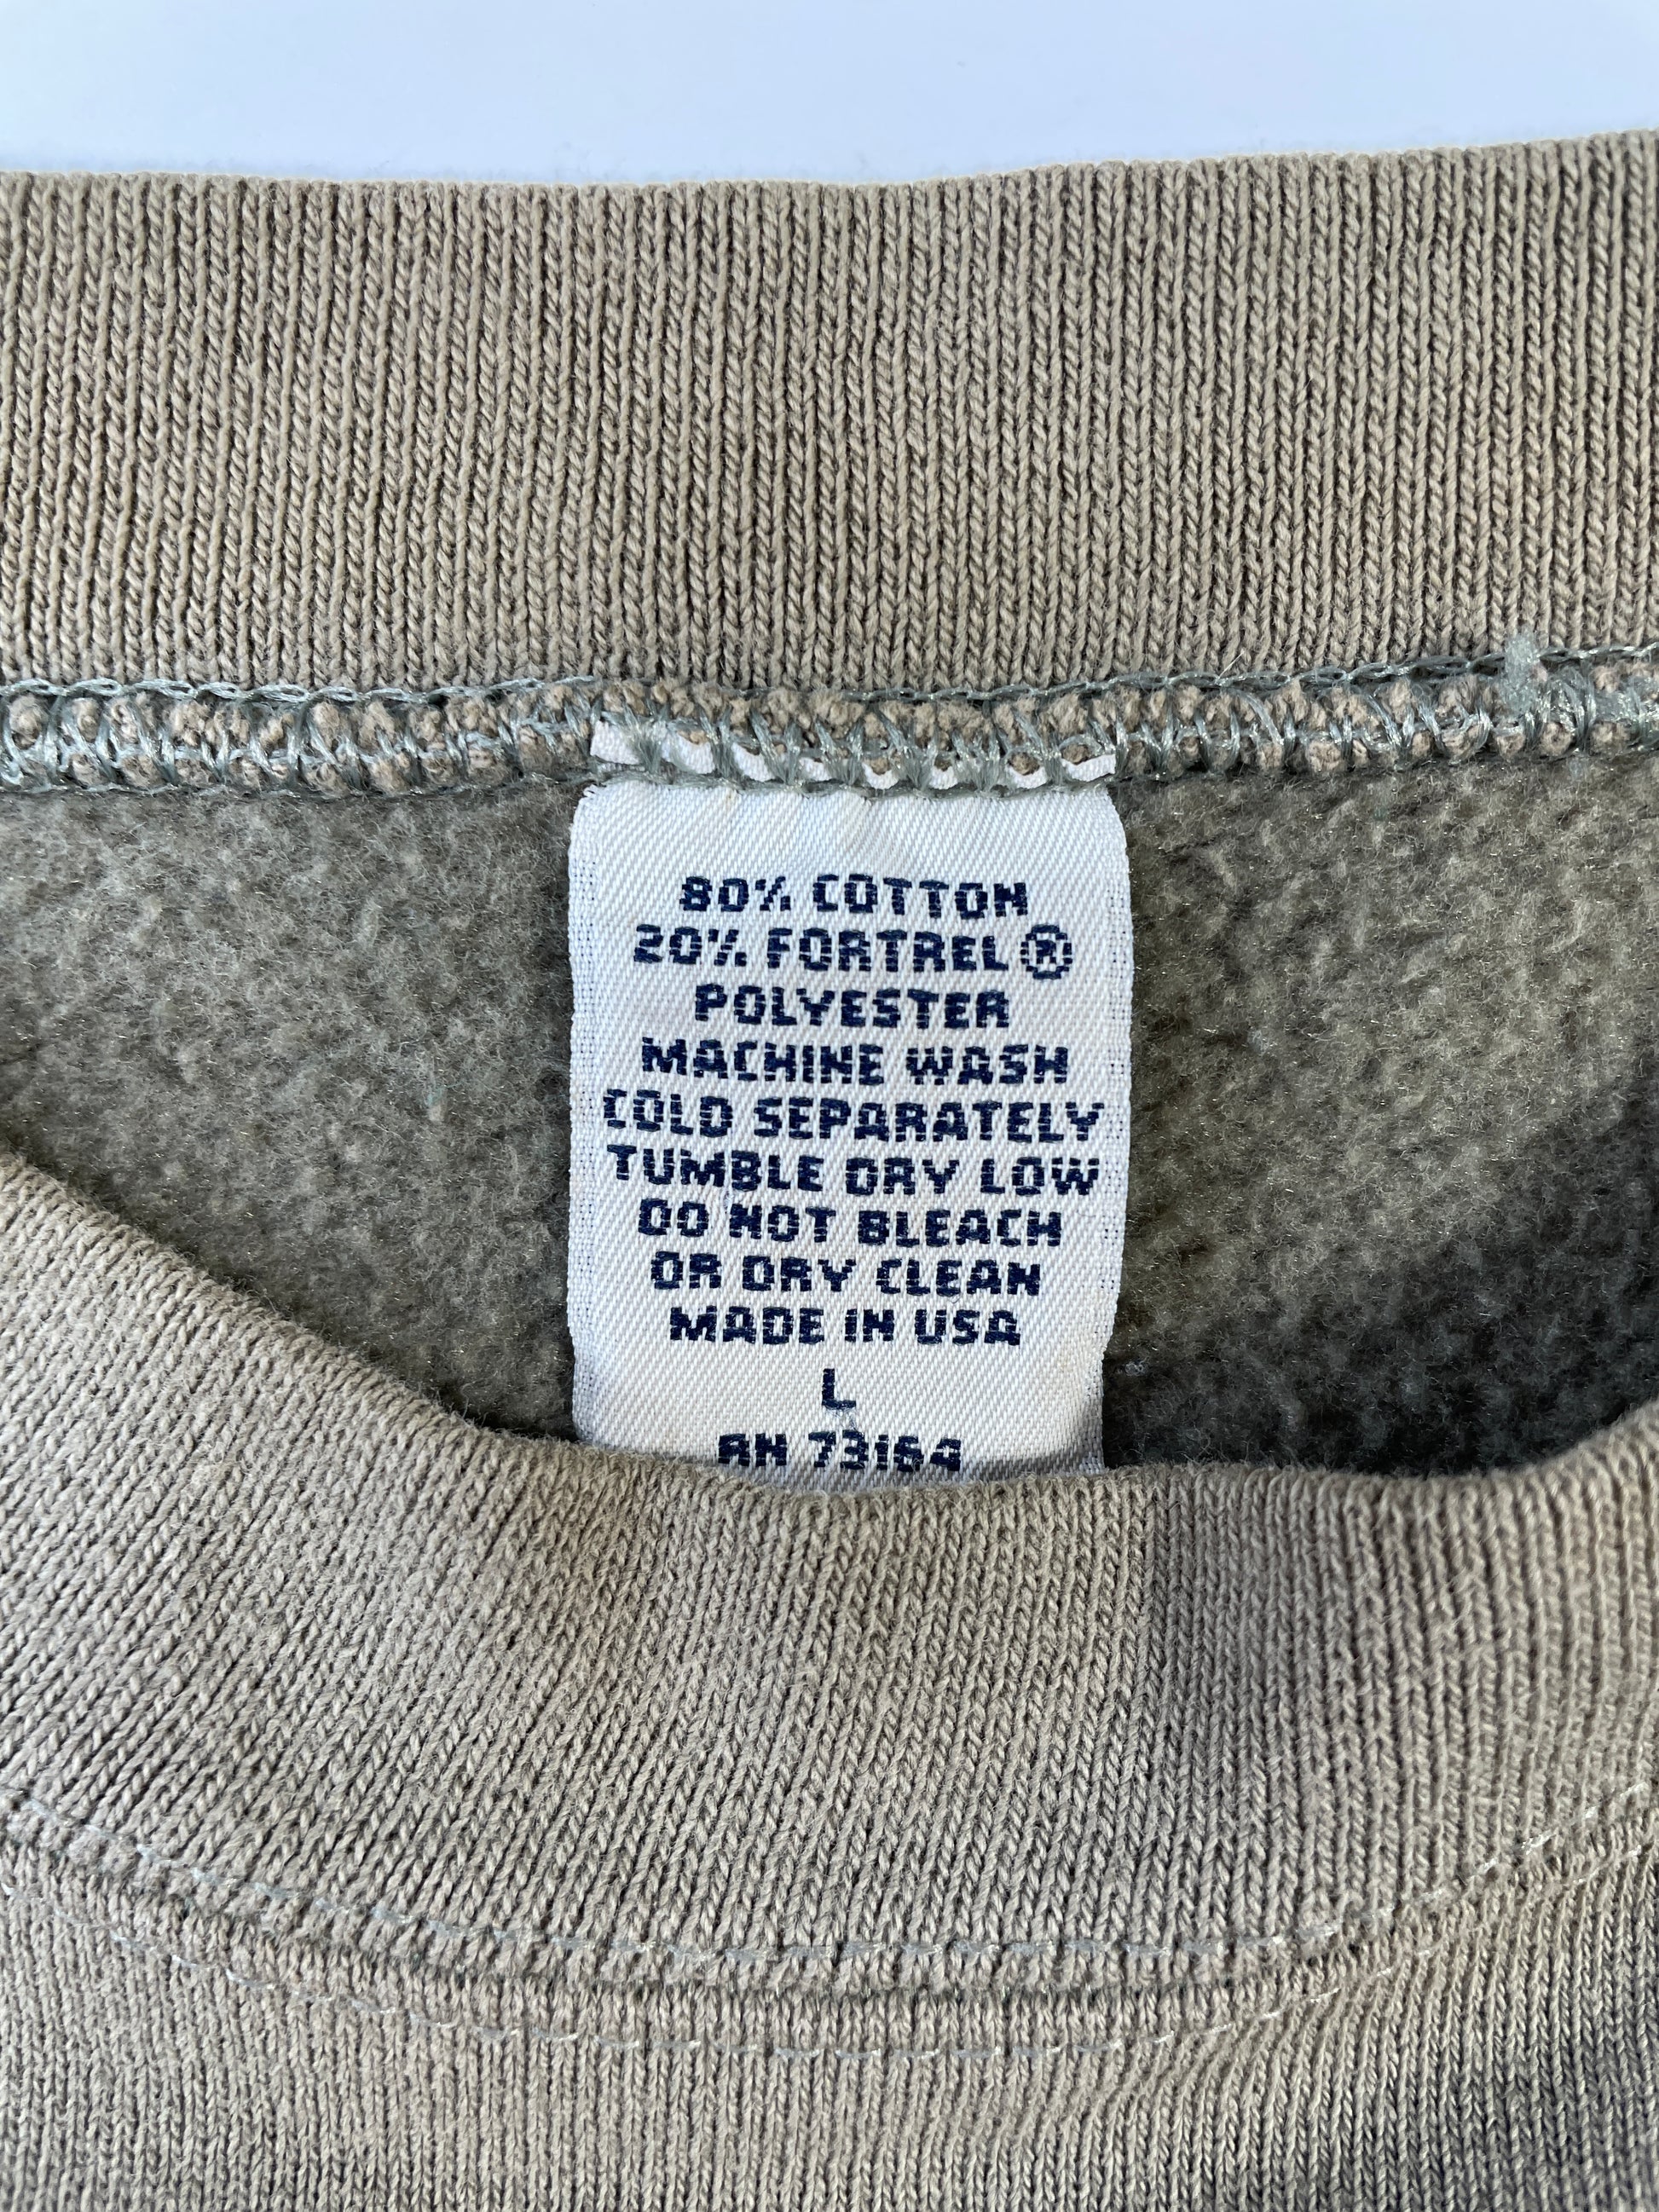 80% COTTON
20% FORTREL®
POLYESTER
MACHINE WASH
COLD SEPARATELY
TUMBLE DRY LOW
DO NOT BLEACH
OR DRY CLEAN
MADE IN USA
L
RN 73164